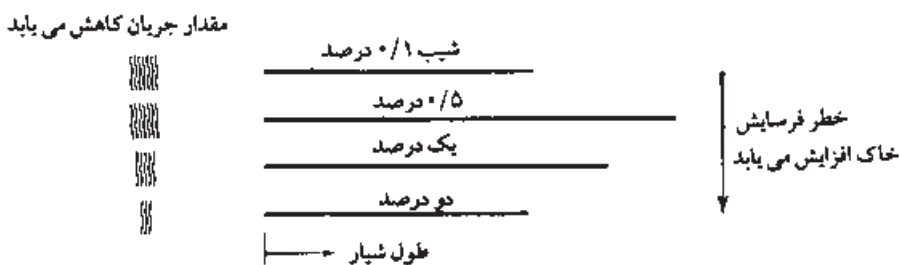 مقدار جریان کاهش می یابد
شیب ۰/۱ درصد
۰/۵ درصد
یک درصد
دو درصد
طول شیار
خطر فرسایش
خاک افزایش می یابد